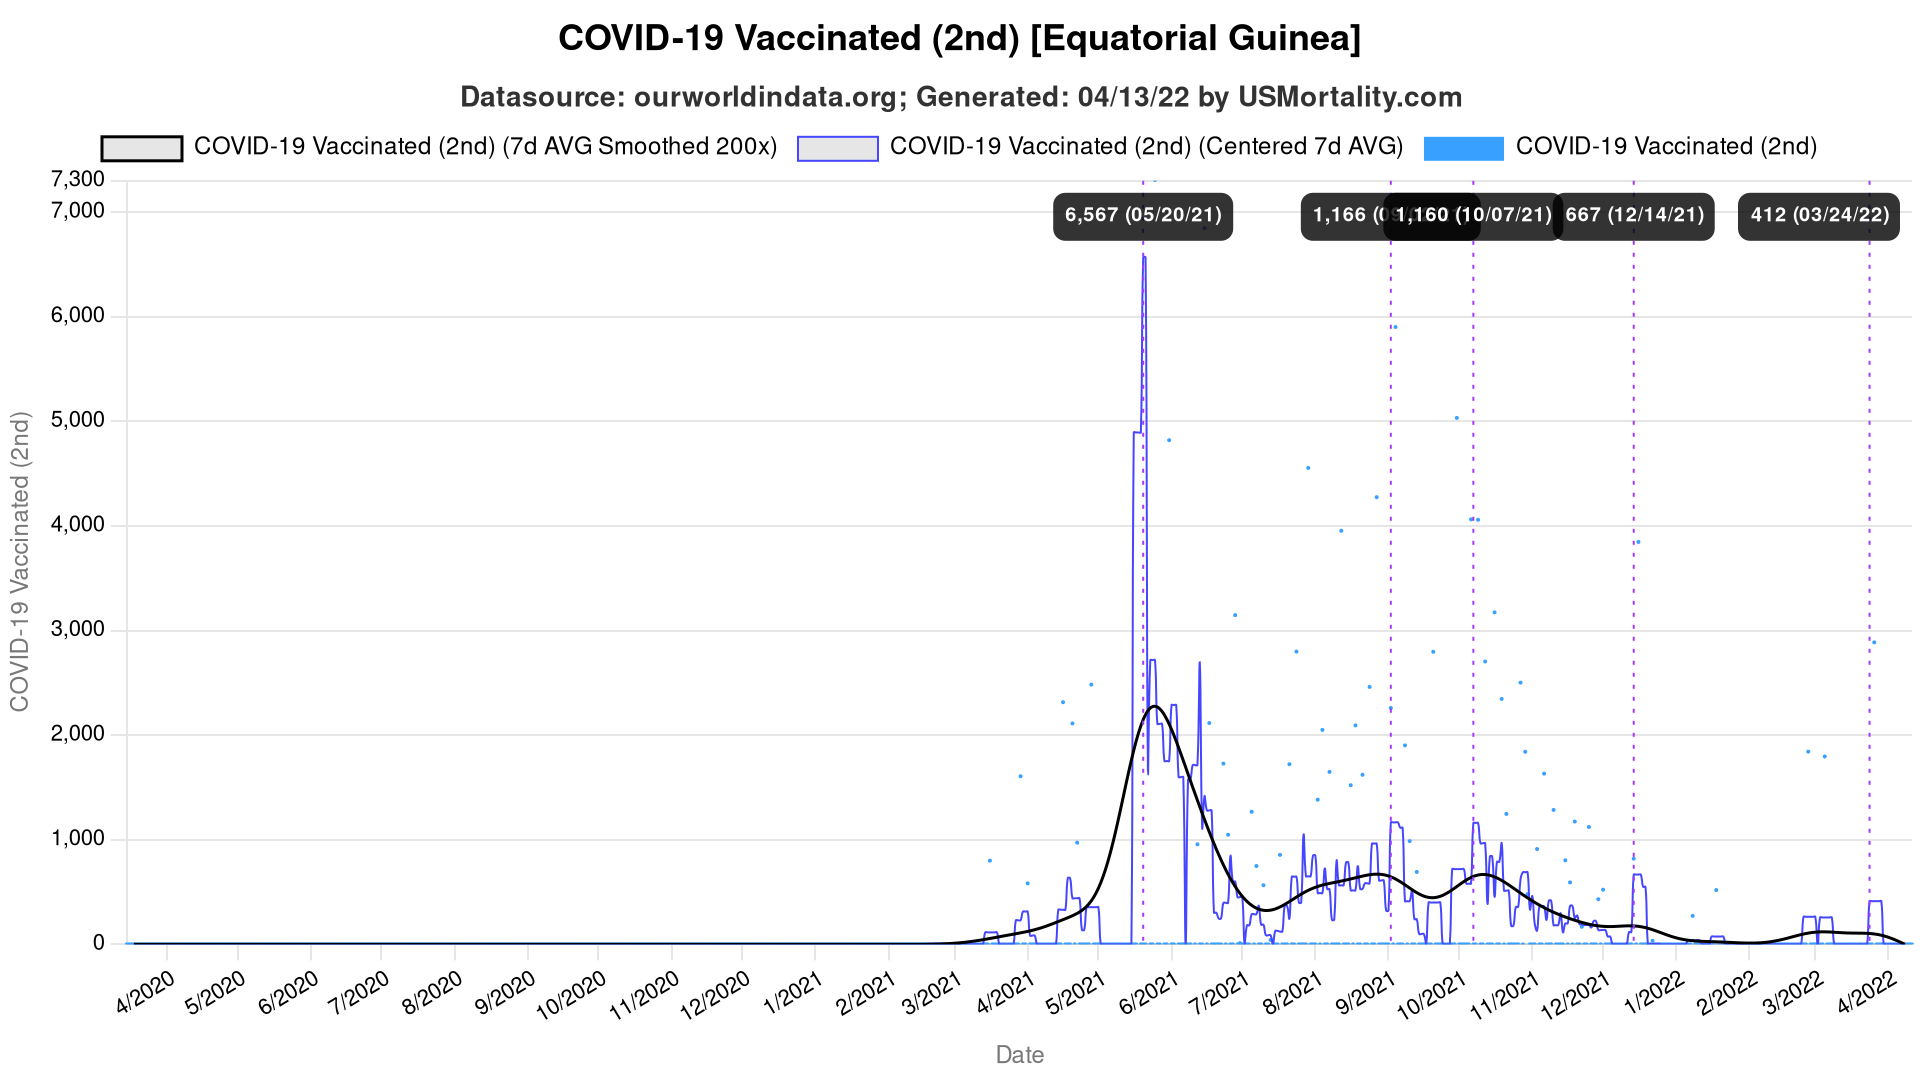 COVID-19 Vaccinated (2nd) [Equatorial Guinea]
Datasource: ourworldindata.org; Generated: 04/13/22 by USMortality.com
COVID-19 Vaccinated (2nd) (7d AVG Smoothed 200x) COVID-19 Vaccinated (2nd) (Centered 7d AVG) COVID-19 Vaccinated (2nd)
7,300
7,000
6,567 (05/20/21) 1,166 1,160 (10/07/21) 667 (12/14/21) 412 (03/24/22)
6,000
5,000
4,000
3,000
2,000
1,000
0
COVID-19 Vaccinated (2nd)
4/2020 5/2020 6/2020 7/2020 8/2020 9/2020 10/2020 11/2020 12/2020 1/2021 2/2021 3/2021 4/2021 5/2021 6/2021 7/2021 8/2021 9/2021 10/2021 11/2021 12/2021 1/2022 2/2022 3/2022 4/2022
Date